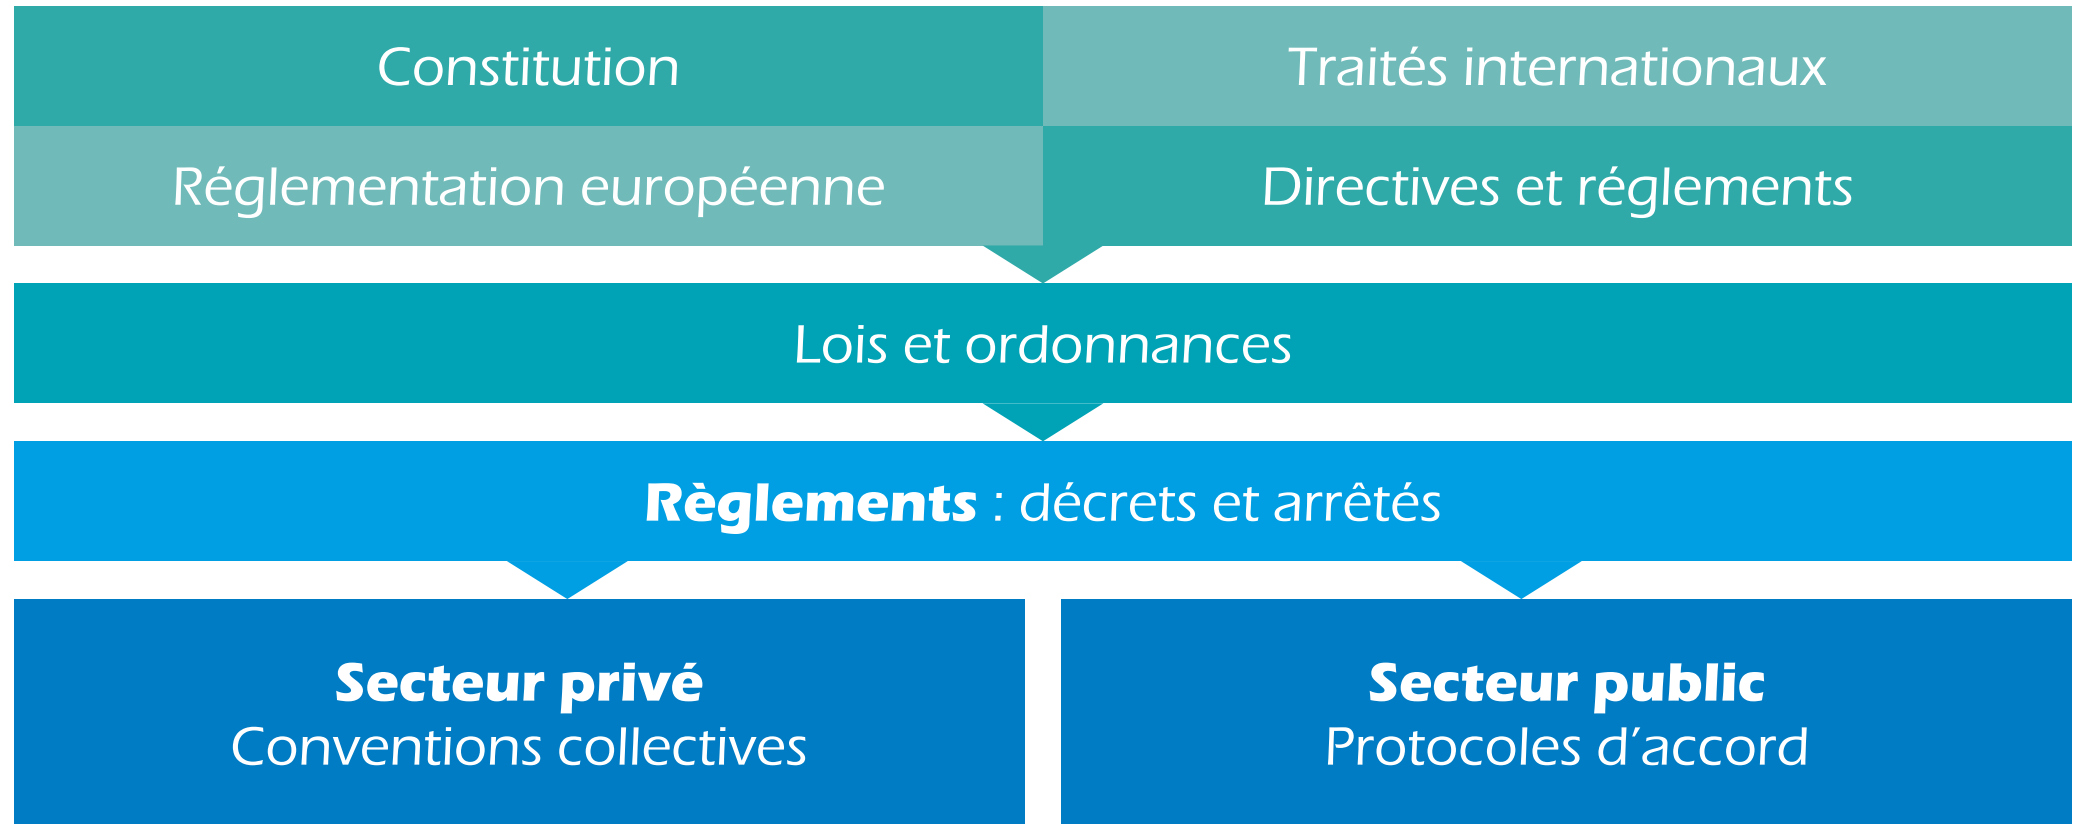 Constitution
Traités internationaux
Réglementation européenne
Directives et réglements
Lois et ordonnances
Règlements : décrets et arrêtés
Secteur privé
Conventions collectives
Secteur public
Protocoles d’accord